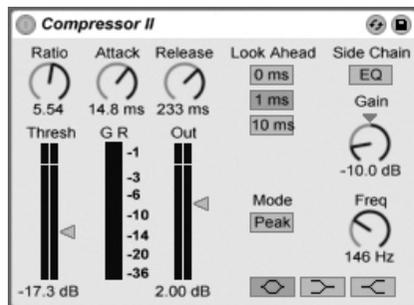 Compressor II
Ratio Attack Release Look Ahead Side Chain
5.54 14.8 ms 233 ms
0 ms EQ
1 ms Gain
10 ms
-10.0 dB
Thresh G R Out
-1
-3
-6
-10
-14
-20
-36
-17.3 dB 2.00 dB
Mode Freq
Peak
146 Hz